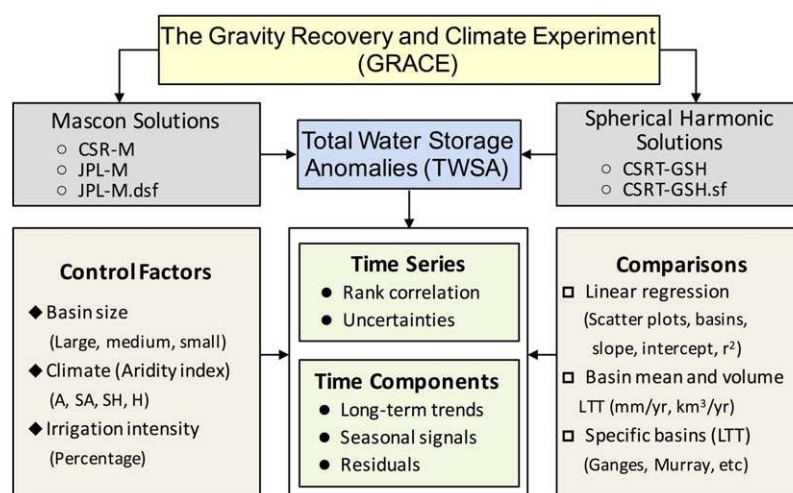 The Gravity Recovery and Climate Experiment
(GRACE)
Mascon Solutions
○ CSR-M
○ JPL-M
○ JPL-M.dsf
Total Water Storage
Anomalies (TWSA)
Spherical Harmonic
Solutions
○ CSRT-GSH
○ CSRT-GSH.sf
Control Factors
◆ Basin size
(Large, medium, small)
◆ Climate (Aridity index)
(A, SA, SH, H)
◆ Irrigation intensity
(Percentage)
Time Series
● Rank correlation
● Uncertainties
Time Components
● Long-term trends
● Seasonal signals
● Residuals
Comparisons
□ Linear regression
(Scatter plots, basins,
slope, intercept, r²)
□ Basin mean and volume
LTT (mm/yr, km³/yr)
□ Specific basins (LTT)
(Ganges, Murray, etc)